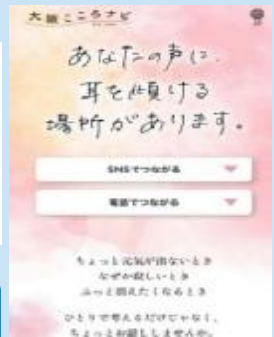 大阪こころナビ
あなたの声に、
耳を傾ける
場所があります。
SNSでつながる
電話でつながる
ちょっと元気が出ないとき
なぜか寂しいとき
ふっと消えたくなるとき
ひとりで考えるだけじゃなく、
ちょっとお話ししませんか。